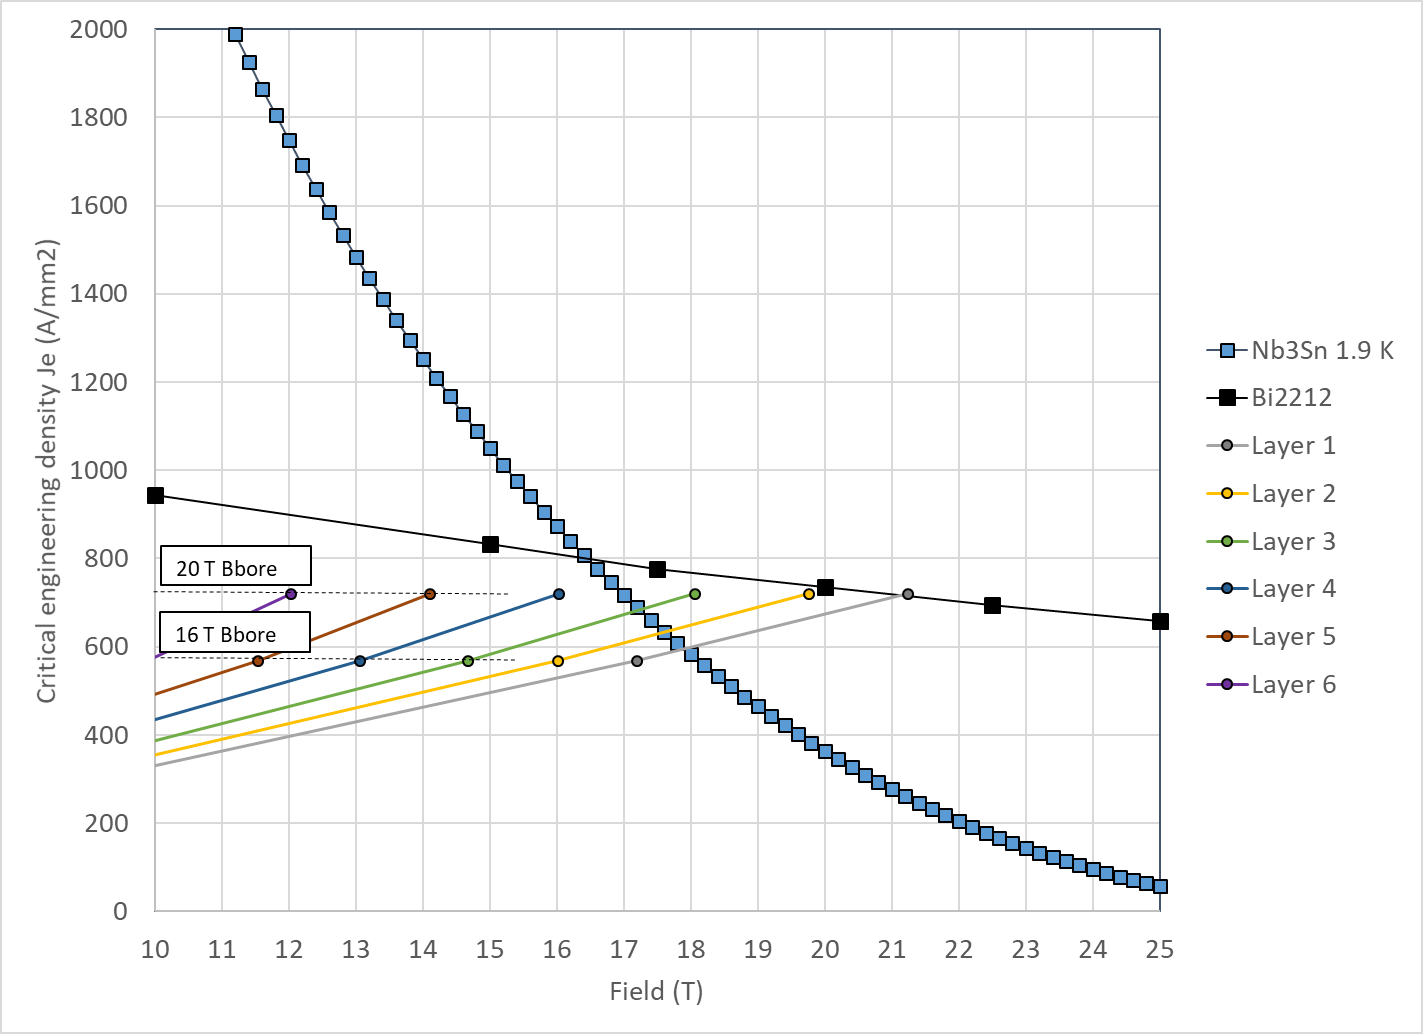 Critical engineering density Je (A/mm2)
2000
1800
1600
1400
1200
1000
800
600
400
200
0
20 T Bbore
16 T Bbore
10 11 12 13 14 15 16 17 18 19 20 21 22 23 24 25
Field (T)
Nb3Sn 1.9 K
Bi2212
Layer 1
Layer 2
Layer 3
Layer 4
Layer 5
Layer 6